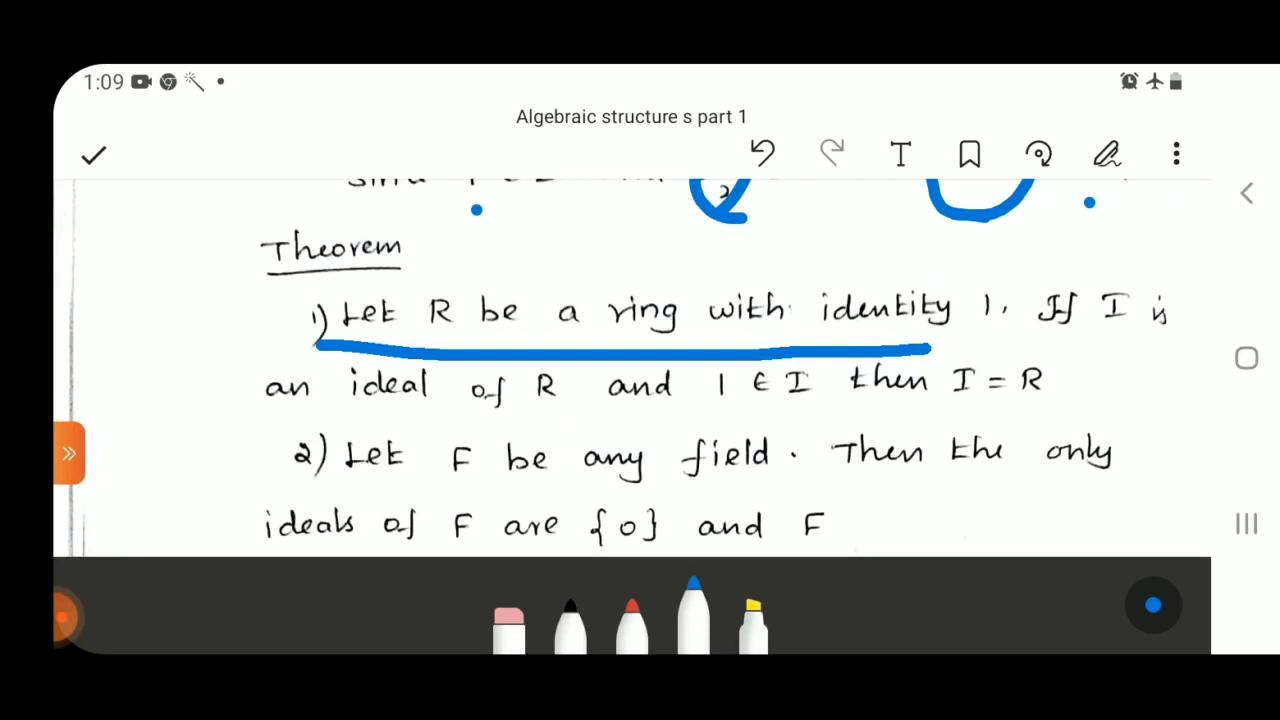 1:09
Algebraic structure s part 1
T
2
Theorem
1) Let R be a ring with identity 1. If I is
an ideal of R and 1 ∈ I then I = R
2) Let F be any field. Then the only
ideals of F are {0} and F